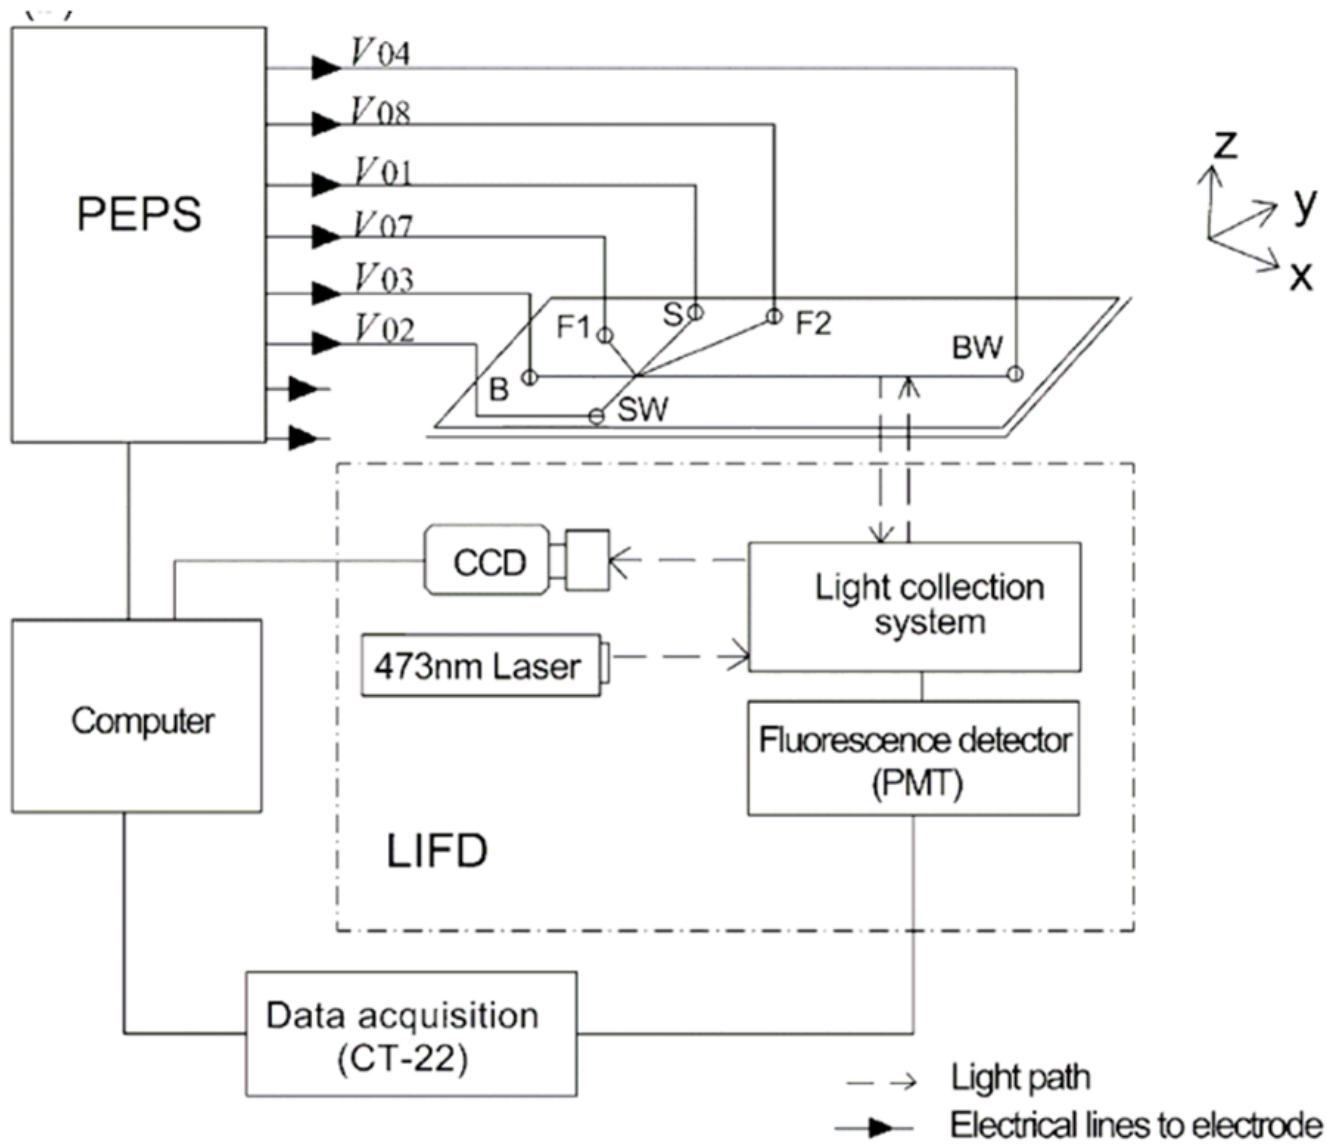 V04
V08
V01
V07
V03
V02
PEPS
z
y
x
F1
S
F2
B
SW
BW
CCD
Light collection
system
473nm Laser
Computer
Fluorescence detector
(PMT)
LIFD
Data acquisition
(CT-22)
Light path
Electrical lines to electrode